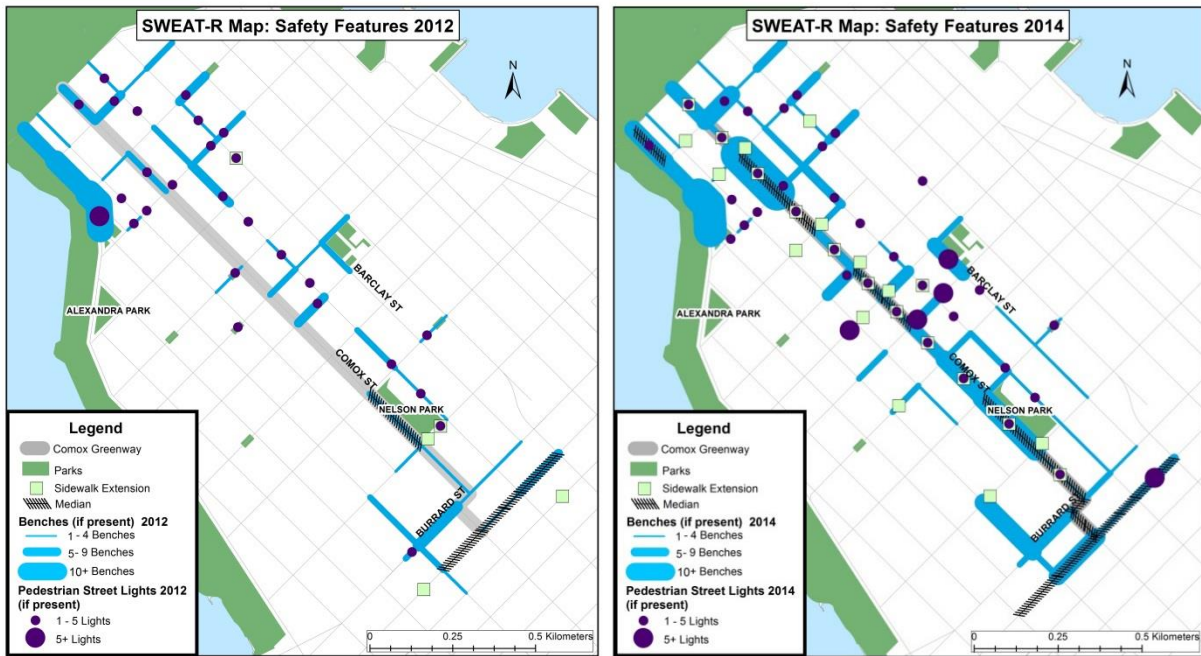 SWEAT-R Map: Safety Features 2012
N
BARCLAY ST
ALEXANDRA PARK
COMOX ST
NELSON PARK
BURRARD ST
Legend
Comox Greenway
Parks
Sidewalk Extension
Median
Benches (if present) 2012
1 - 4 Benches
5- 9 Benches
10+ Benches
Pedestrian Street Lights 2012
(if present)
1 - 5 Lights
5+ Lights
0 0.25 0.5 Kilometers
SWEAT-R Map: Safety Features 2014
N
BARCLAY ST
ALEXANDRA PARK
COMOX ST
NELSON PARK
BURRARD ST
Legend
Comox Greenway
Parks
Sidewalk Extension
Median
Benches (if present) 2014
1 - 4 Benches
5- 9 Benches
10+ Benches
Pedestrian Street Lights 2014
(if present)
1 - 5 Lights
5+ Lights
0 0.25 0.5 Kilometers